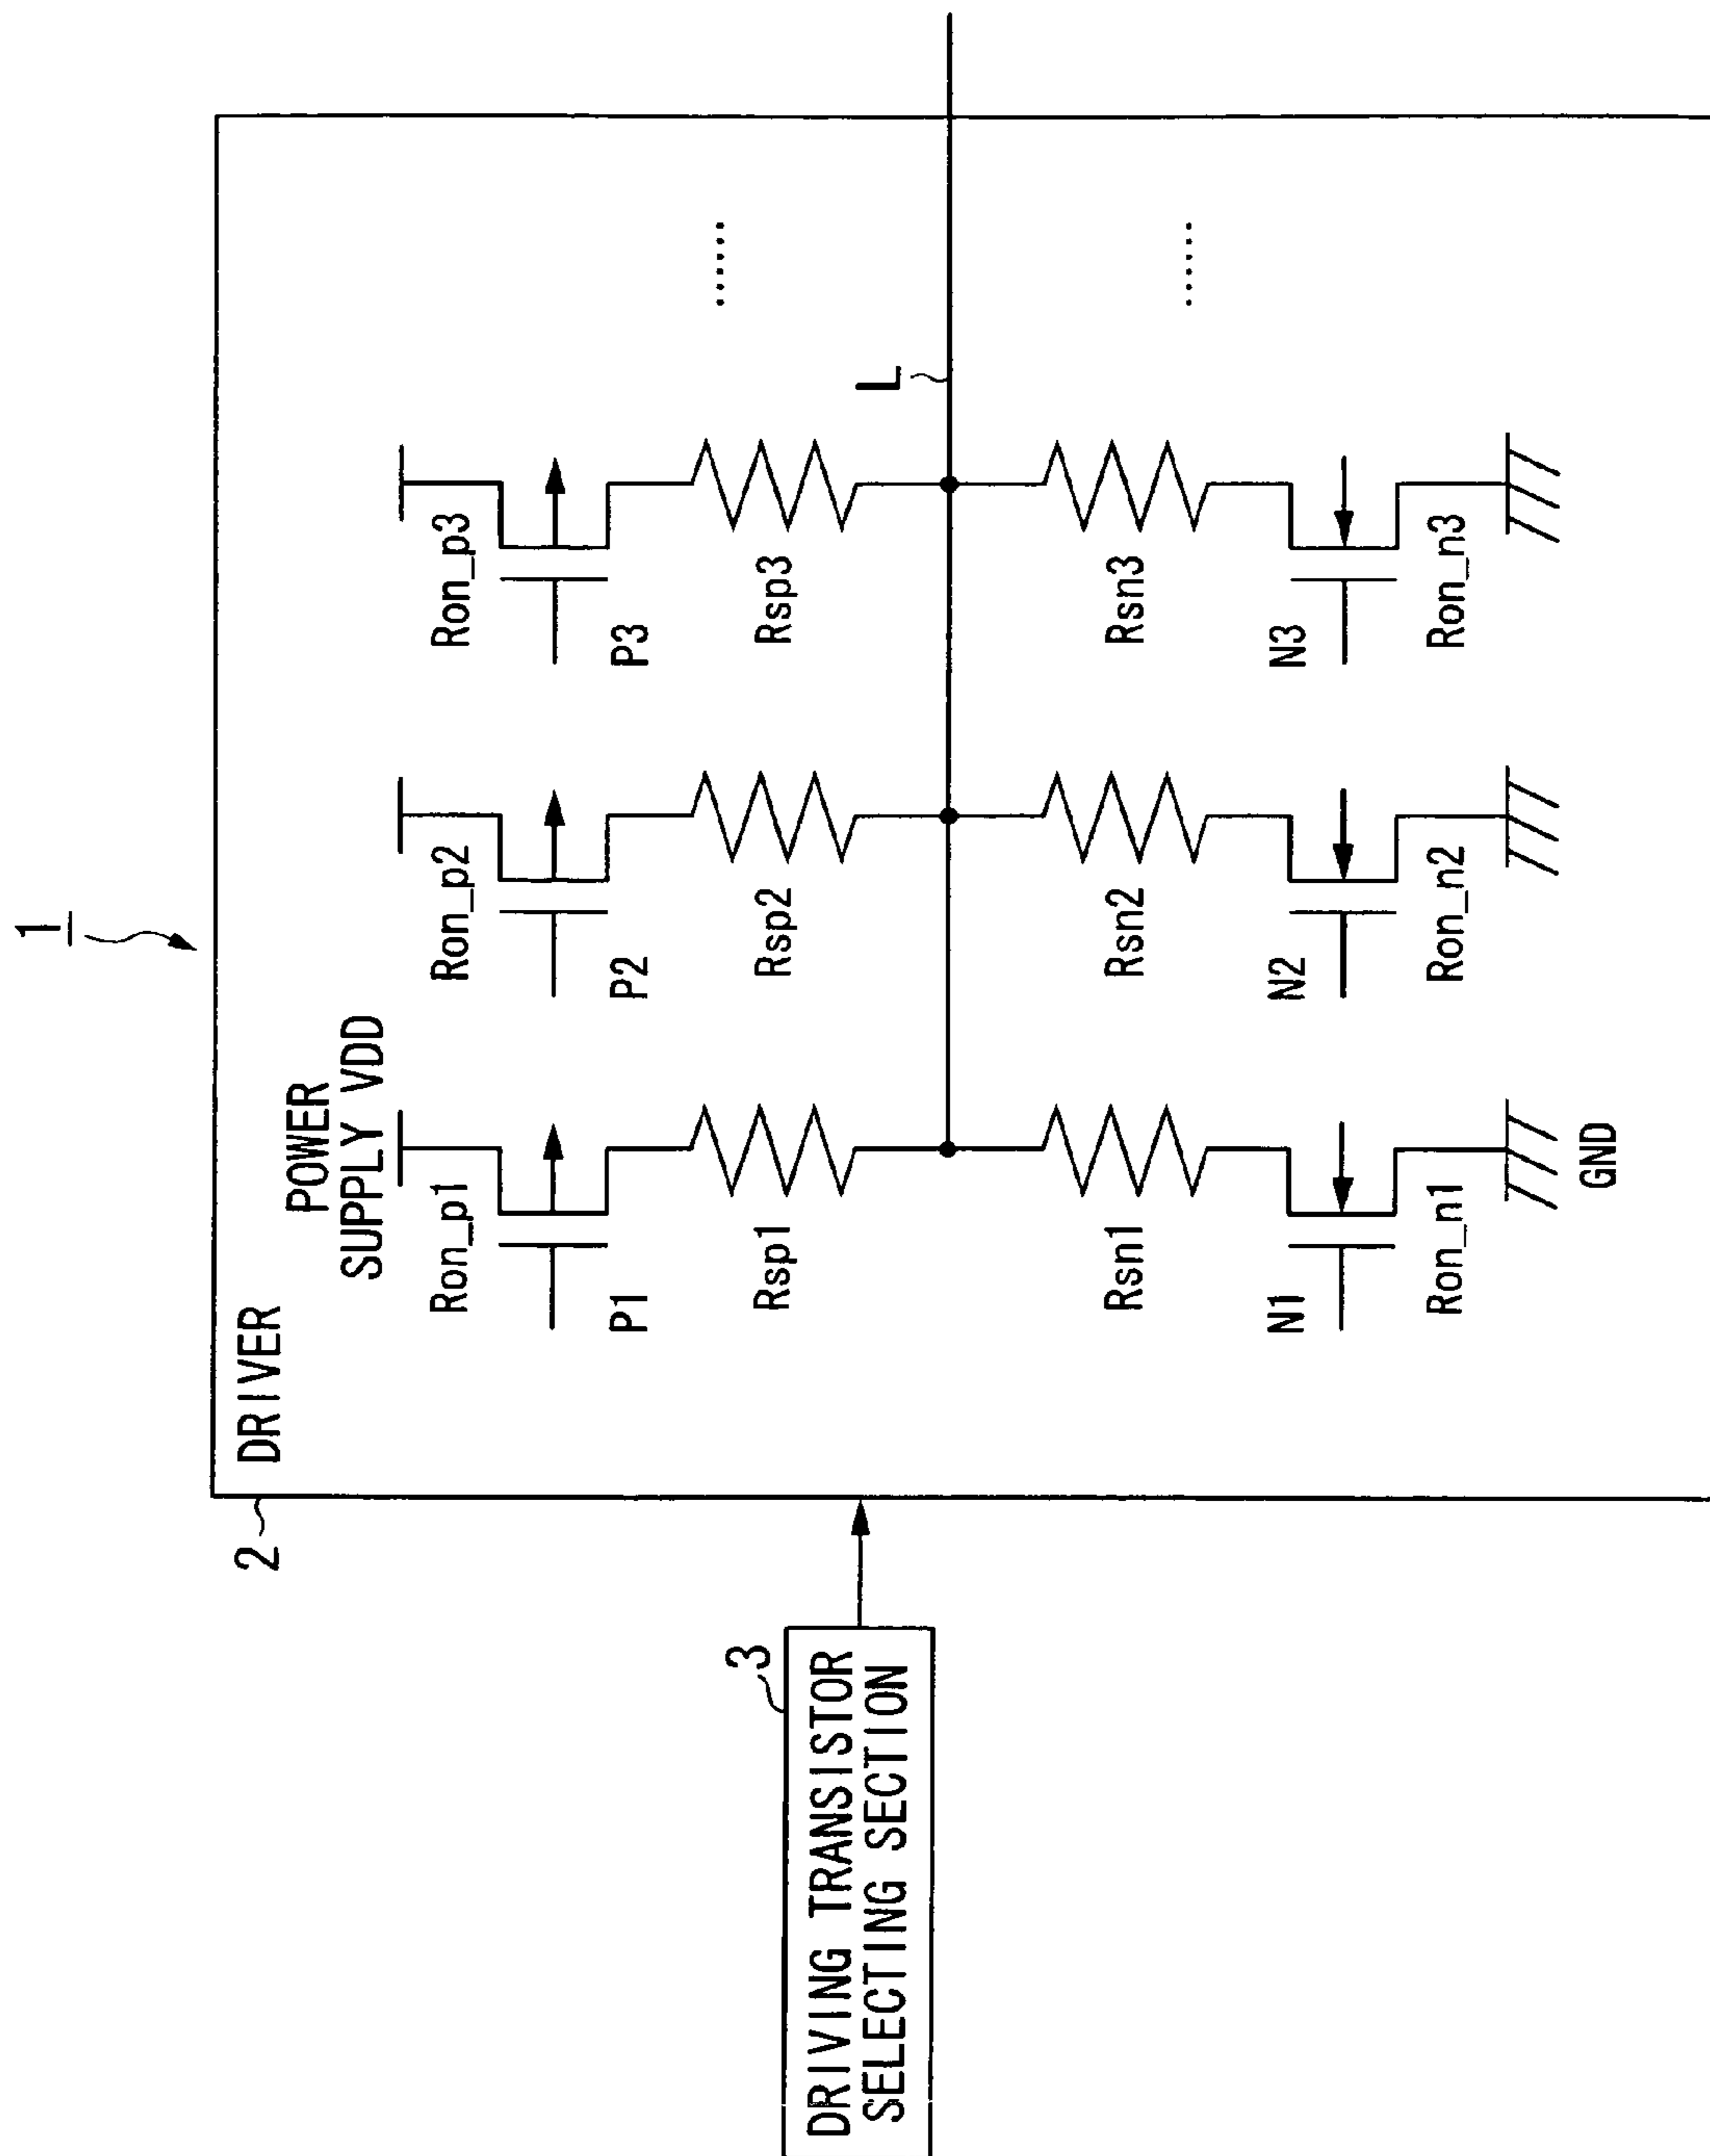 1
2
DRIVER
POWER
SUPPLY VDD
Ron_p1
Ron_p2
Ron_p3
P1
P2
P3
Rsp1
Rsp2
Rsp3
.....
L
3
DRIVING TRANSISTOR
SELECTING SECTION
Rsn1
Rsn2
Rsn3
.....
N1
N2
N3
Ron_n1
Ron_n2
Ron_n3
GND